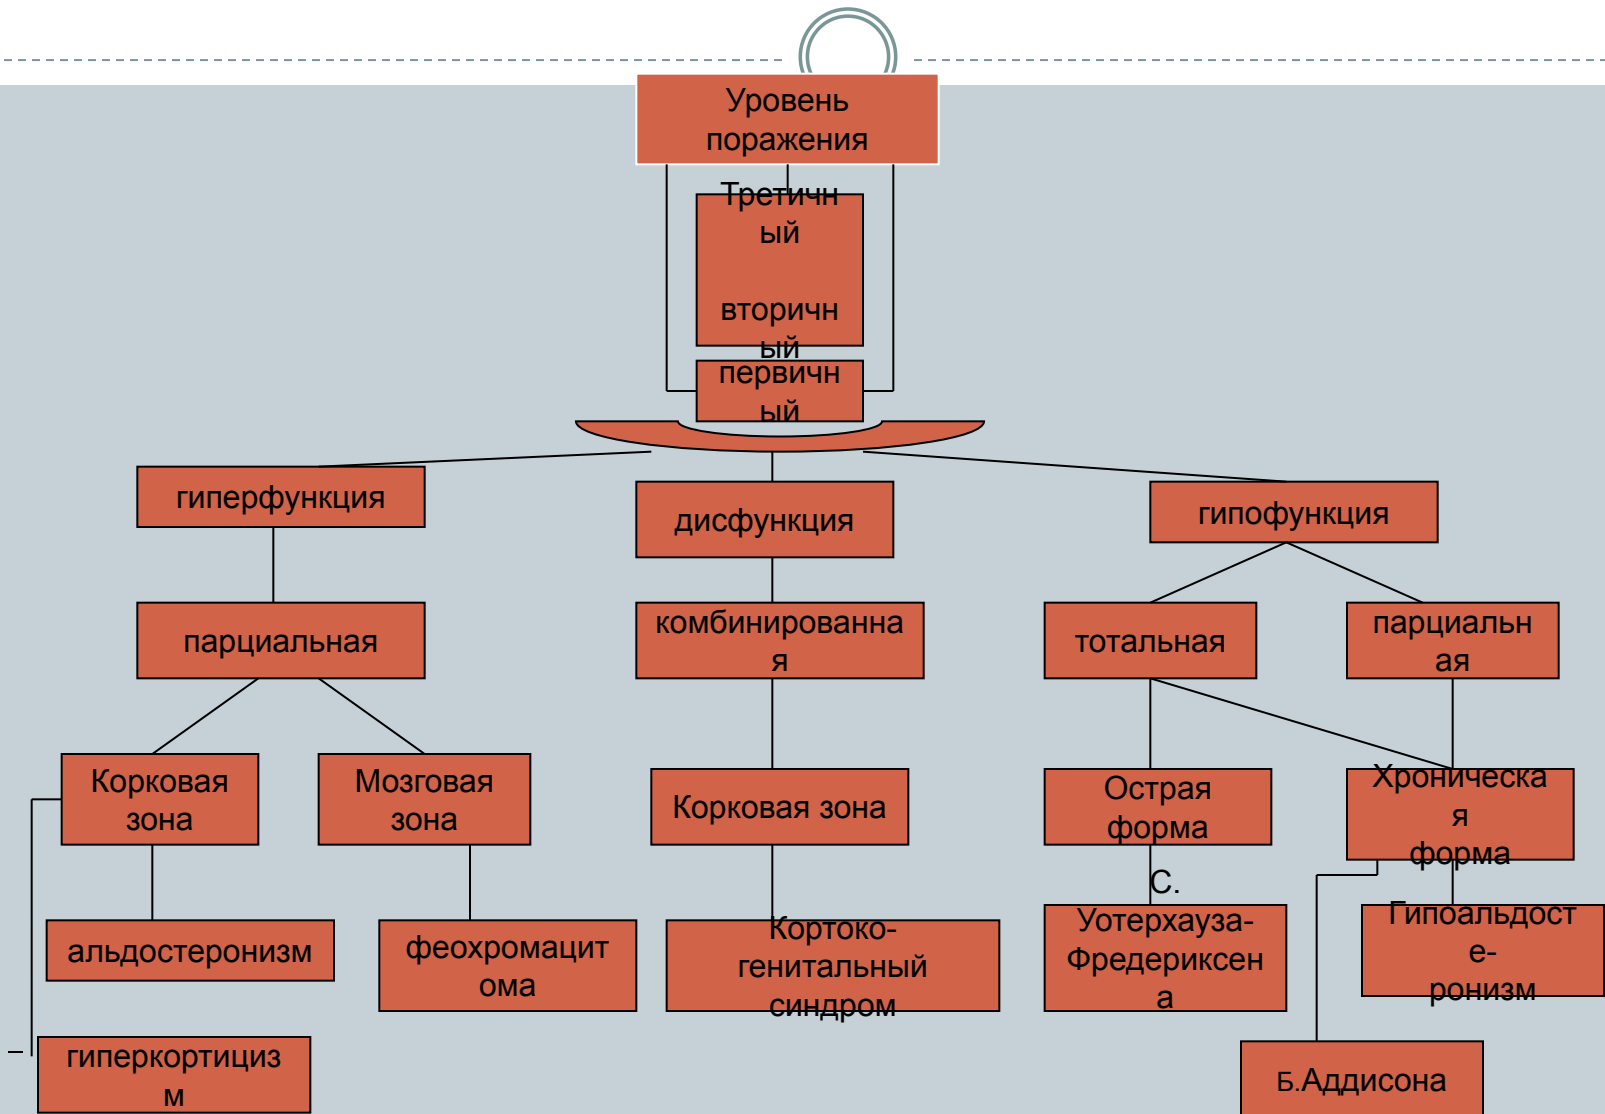 Уровень
поражения
Третичн
ый
вторичн
ый
первичн
ый
гиперфункция
дисфункция
гипофункция
парциальная
комбинированна
я
тотальная
парциальн
ая
Корковая
зона
Мозговая
зона
Корковая зона
Острая
форма
Хроническа
я
форма
альдостеронизм
феохромацит
ома
Кортоко-
генитальный
синдром
С.
Уотерхауза-
Фредериксен
а
Гипоальдост
е-
ронизм
–
гиперкортициз
м
Б.Аддисона